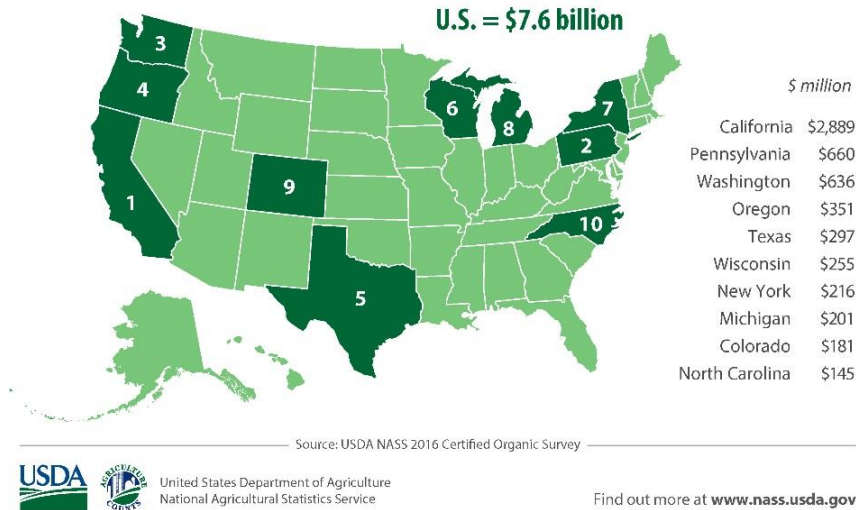 U.S. = $7.6 billion
3
4
1
9
5
6
8
7
2
10
$ million
California $2,889
Pennsylvania $660
Washington $636
Oregon $351
Texas $297
Wisconsin $255
New York $216
Michigan $201
Colorado $181
North Carolina $145
Source: USDA NASS 2016 Certified Organic Survey
USDA
AGRICULTURE COUNTS
United States Department of Agriculture
National Agricultural Statistics Service
Find out more at www.nass.usda.gov